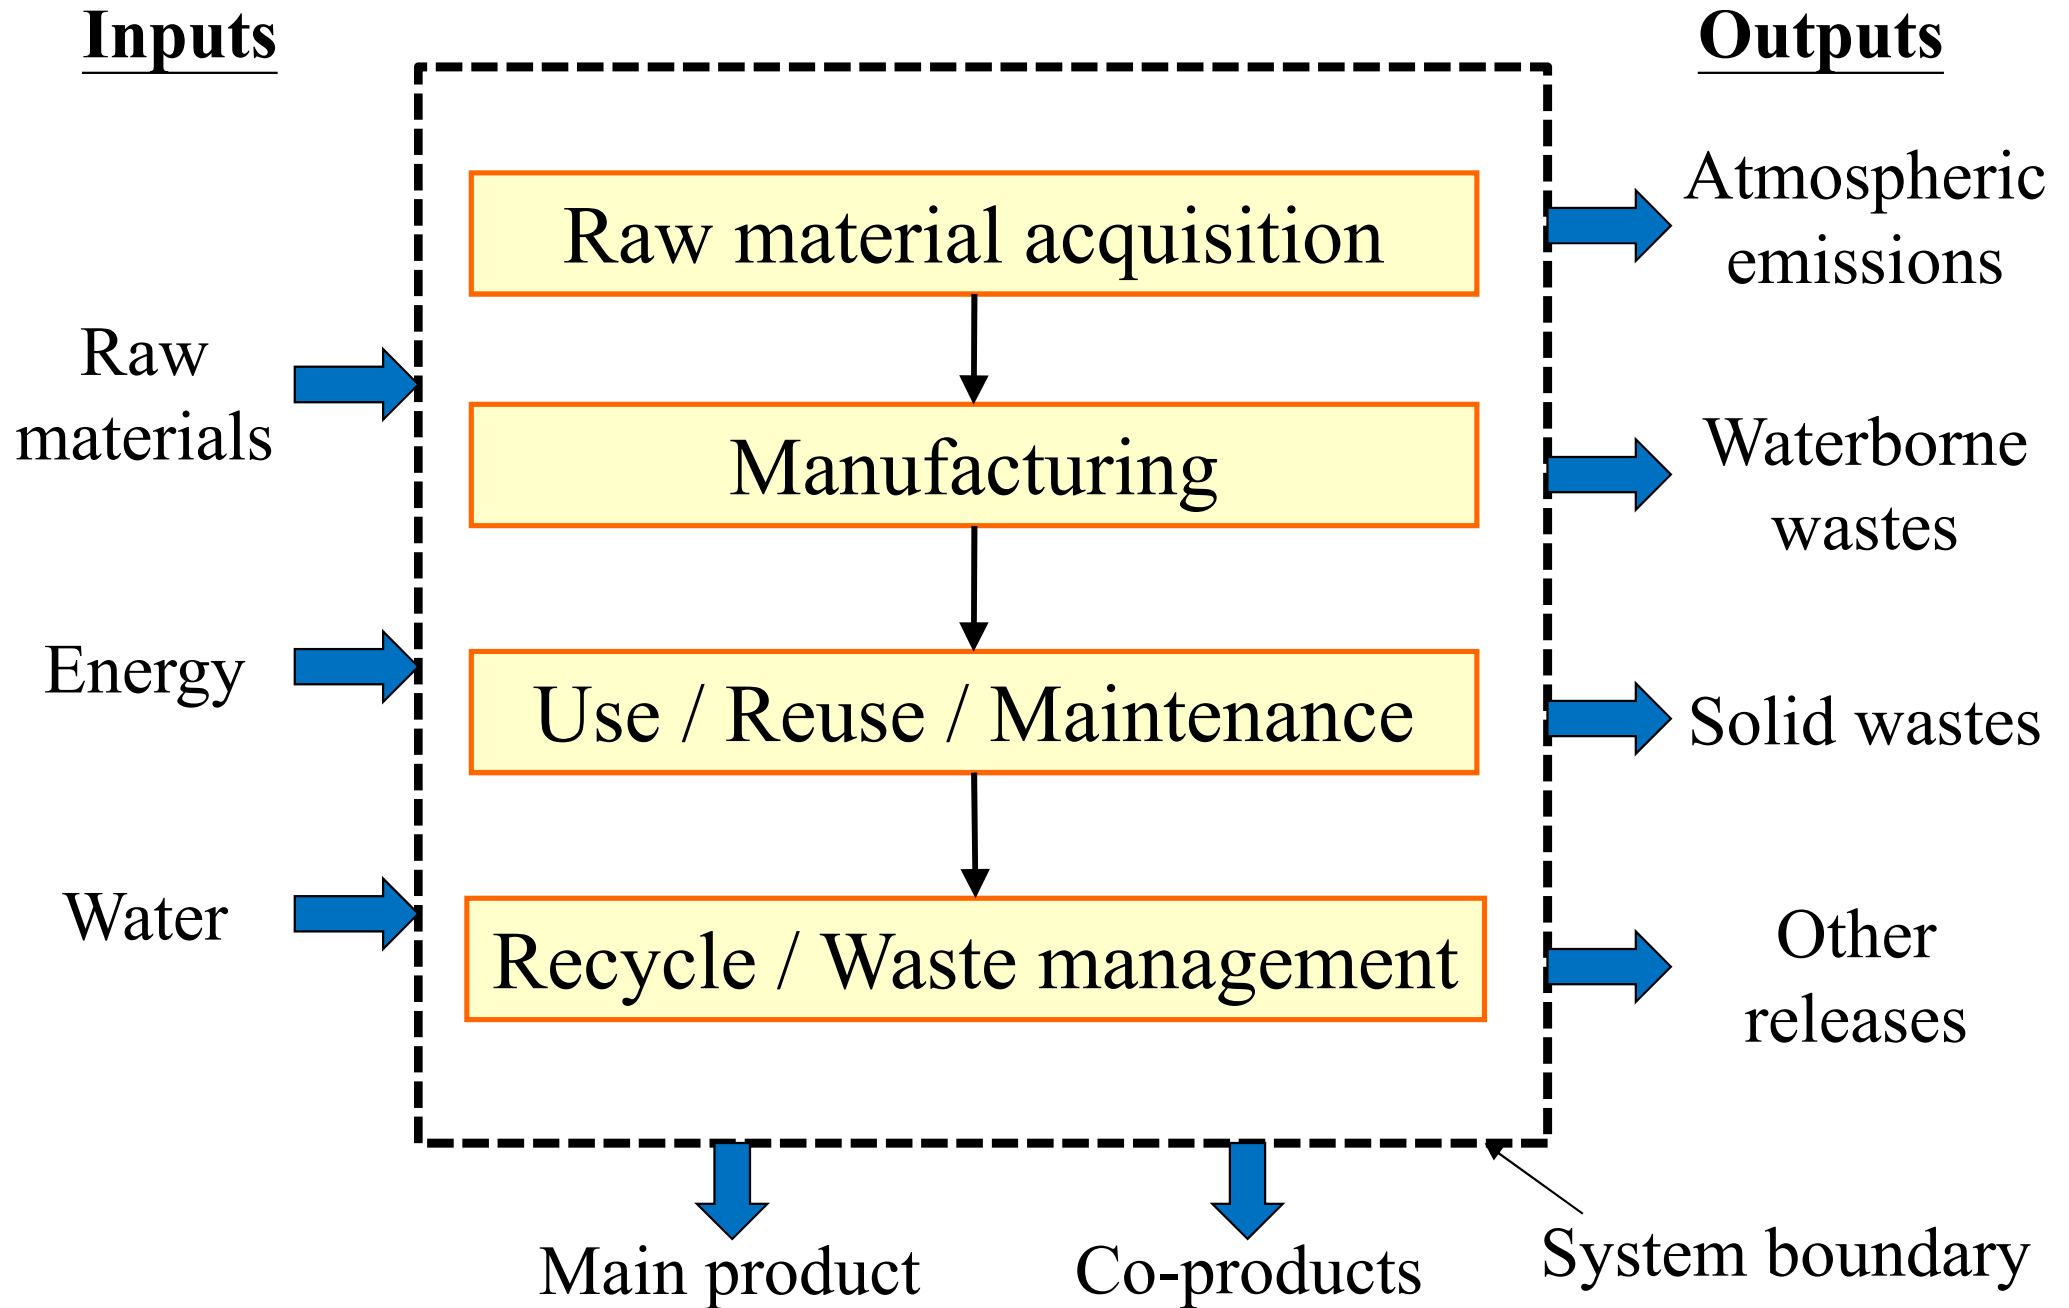 Inputs
Outputs
Raw material acquisition
Atmospheric
emissions
Raw
materials
Manufacturing
Waterborne
wastes
Energy
Use / Reuse / Maintenance
Solid wastes
Water
Recycle / Waste management
Other
releases
Main product
Co-products
System boundary